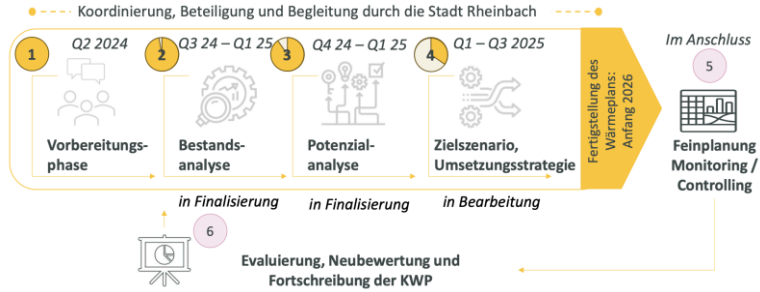 Koordinierung, Beteiligung und Begleitung durch die Stadt Rheinbach
1
Q2 2024
Vorbereitungs-
phase
2
Q3 24 – Q1 25
Bestands-
analyse
in Finalisierung
3
Q4 24 – Q1 25
Potenzial-
analyse
in Finalisierung
4
Q1 – Q3 2025
Zielszenario,
Umsetzungsstrategie
in Bearbeitung
Fertigstellung des
Wärmeplans:
Anfang 2026
Im Anschluss
5
Feinplanung
Monitoring /
Controlling
6
Evaluierung, Neubewertung und
Fortschreibung der KWP